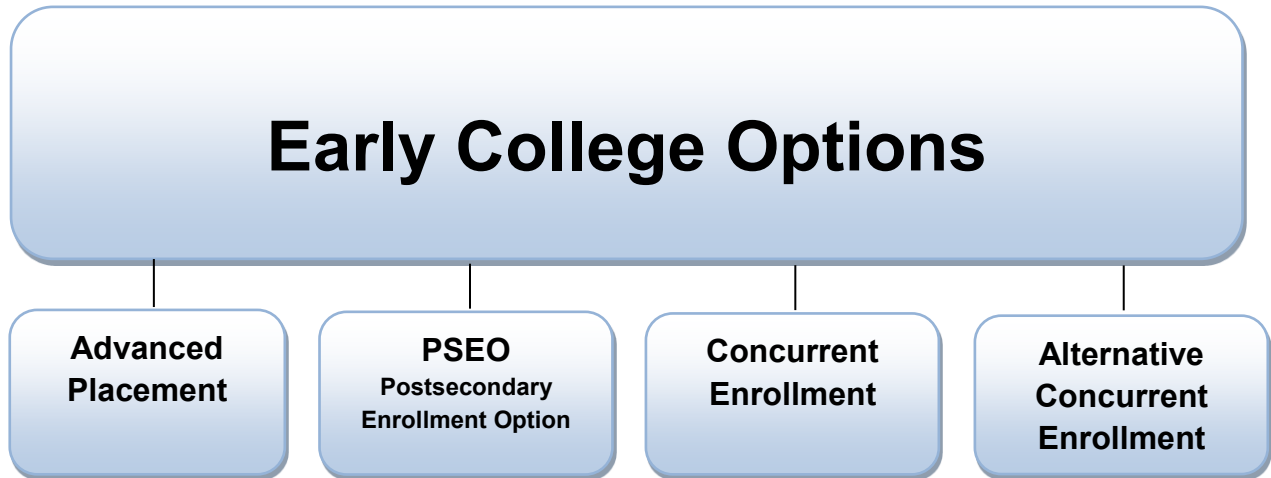 Early College Options
Advanced
Placement
PSEO
Postsecondary
Enrollment Option
Concurrent
Enrollment
Alternative
Concurrent
Enrollment